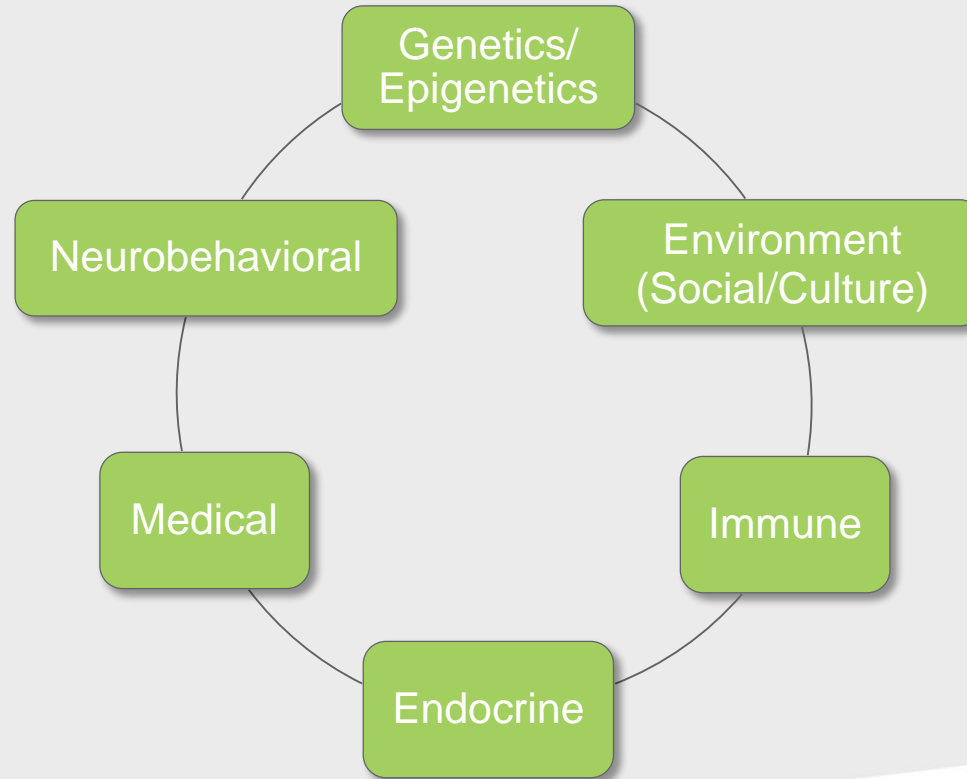 Genetics/
Epigenetics
Neurobehavioral
Environment
(Social/Culture)
Medical
Immune
Endocrine